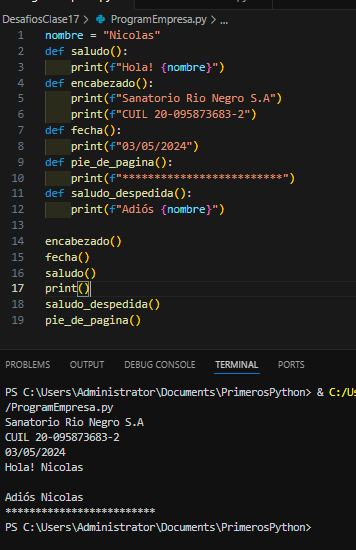 DesafiosClase17 > ProgramEmpresa.py > ...
1 nombre = "Nicolas"
2 def saludo():
3 print(f"Hola! {nombre}")
4 def encabezado():
5 print(f"Sanatorio Rio Negro S.A")
6 print(f"CUIL 20-095873683-2")
7 def fecha():
8 print(f"03/05/2024")
9 def pie_de_pagina():
10 print(f"*************************")
11 def saludo_despedida():
12 print(f"Adiós {nombre}")
13
14 encabezado()
15 fecha()
16 saludo()
17 print()
18 saludo_despedida()
19 pie_de_pagina()
PROBLEMS OUTPUT DEBUG CONSOLE TERMINAL PORTS
PS C:\Users\Administrator\Documents\PrimerosPython> & C:/Us
/ProgramEmpresa.py
Sanatorio Rio Negro S.A
CUIL 20-095873683-2
03/05/2024
Hola! Nicolas
Adiós Nicolas
*************************
PS C:\Users\Administrator\Documents\PrimerosPython>